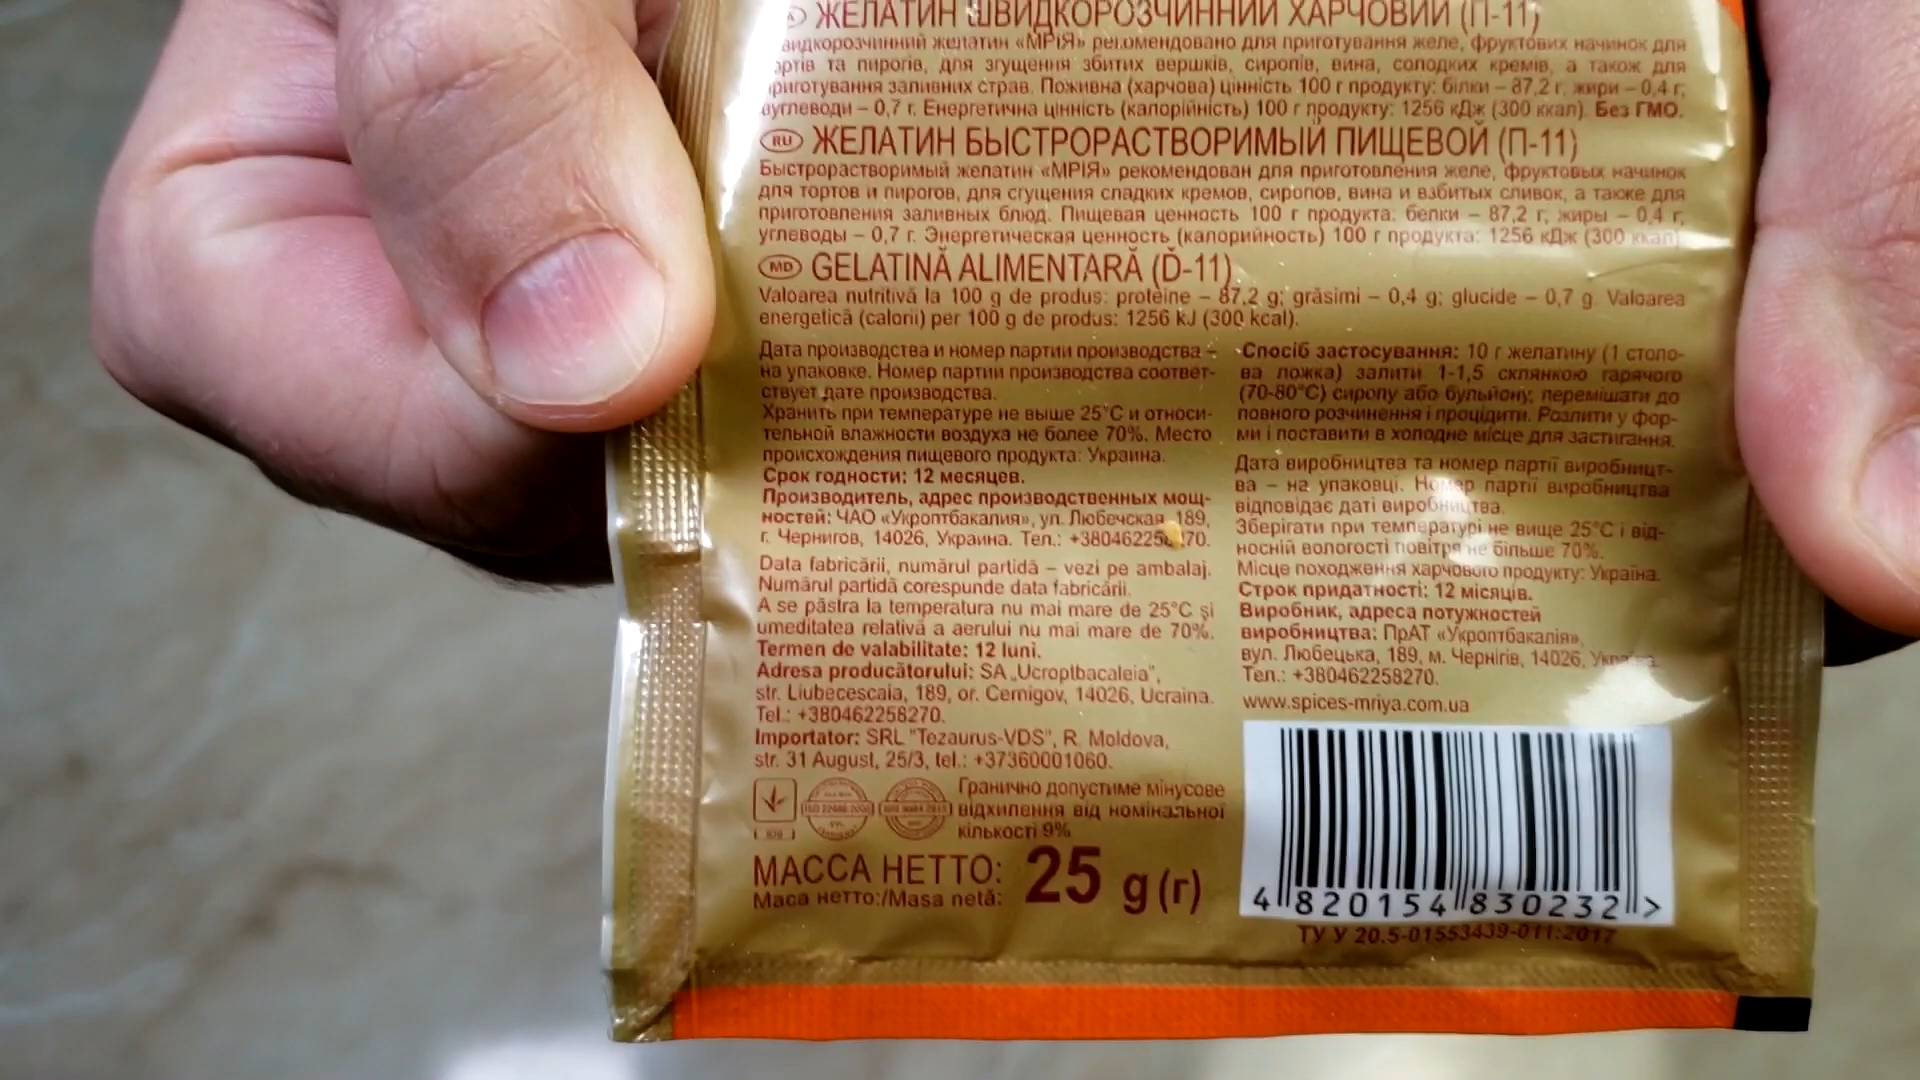 ЖЕЛАТИН ШВИДКОРОЗЧИННИЙ ХАРЧОВИЙ (П-11)
видкорозчинний желатин «МРІЯ» рекомендовано для приготування желе, фруктових начинок для
ортів та пирогів, для згущення збитих вершків, сиропів, вина, солодких кремів, а також для
риготування заливних страв. Поживна (харчова) цінність 100 г продукту: білки – 87,2 г, жири – 0,4 г,
вуглеводи – 0,7 г. Енергетична цінність (калорійність) 100 г продукту: 1256 кДж (300 ккал). Без ГМО.
RU ЖЕЛАТИН БЫСТРОРАСТВОРИМЫЙ ПИЩЕВОЙ (П-11)
Быстрорастворимый желатин «МРІЯ» рекомендован для приготовления желе, фруктовых начинок
для тортов и пирогов, для сгущения сладких кремов, сиропов, вина и взбитых сливок, а также для
приготовления заливных блюд. Пищевая ценность 100 г продукта: белки – 87,2 г, жиры – 0,4 г,
углеводы – 0,7 г. Энергетическая ценность (калорийность) 100 г продукта: 1256 кДж (300 ккал).
MD GELATINĂ ALIMENTARĂ (Ď-11)
Valoarea nutritivă la 100 g de produs: proteine – 87,2 g; grăsimi – 0,4 g; glucide – 0,7 g. Valoarea
energetică (calorii) per 100 g de produs: 1256 kJ (300 kcal).
Дата производства и номер партии производства –
на упаковке. Номер партии производства соответ-
ствует дате производства.
Хранить при температуре не выше 25°С и относи-
тельной влажности воздуха не более 70%. Место
происхождения пищевого продукта: Украина.
Срок годности: 12 месяцев.
Производитель, адрес производственных мощ-
ностей: ЧАО «Укроптбакалия», ул. Любечская, 189,
г. Чернигов, 14026, Украина. Тел.: +380462258270.
Data fabricării, numărul partidă – vezi pe ambalaj.
Numărul partidă corespunde data fabricării.
A se păstra la temperatura nu mai mare de 25°C și
umeditatea relativă a aerului nu mai mare de 70%.
Termen de valabilitate: 12 luni.
Adresa producătorului: SA „Ucroptbacaleia",
str. Liubecescaia, 189, or. Cernigov, 14026, Ucraina.
Tel.: +380462258270.
Importator: SRL "Tezaurus-VDS", R. Moldova,
str. 31 August, 25/3, tel.: +37360001060.
Гранично допустиме мінусове
відхилення від номінальної
кількості 9%
МАССА НЕТТО: 25 g (г)
Маса нетто:/Masa netă:
Спосіб застосування: 10 г желатину (1 столо-
ва ложка) залити 1-1,5 склянкою гарячого
(70-80°С) сиропу або бульйону, перемішати до
повного розчинення і процідити. Розлити у фор-
ми і поставити в холодне місце для застигання.
Дата виробництва та номер партії виробницт-
ва – на упаковці. Номер партії виробництва
відповідає даті виробництва.
Зберігати при температурі не вище 25°С і від-
носній вологості повітря не більше 70%.
Місце походження харчового продукту: Україна.
Строк придатності: 12 місяців.
Виробник, адреса потужностей
виробництва: ПрАТ «Укроптбакалія»,
вул. Любецька, 189, м. Чернігів, 14026, Україна.
Тел.: +380462258270.
www.spices-mriya.com.ua
4 820154 830232 >
ТУ У 20.5-01553439-011:2017